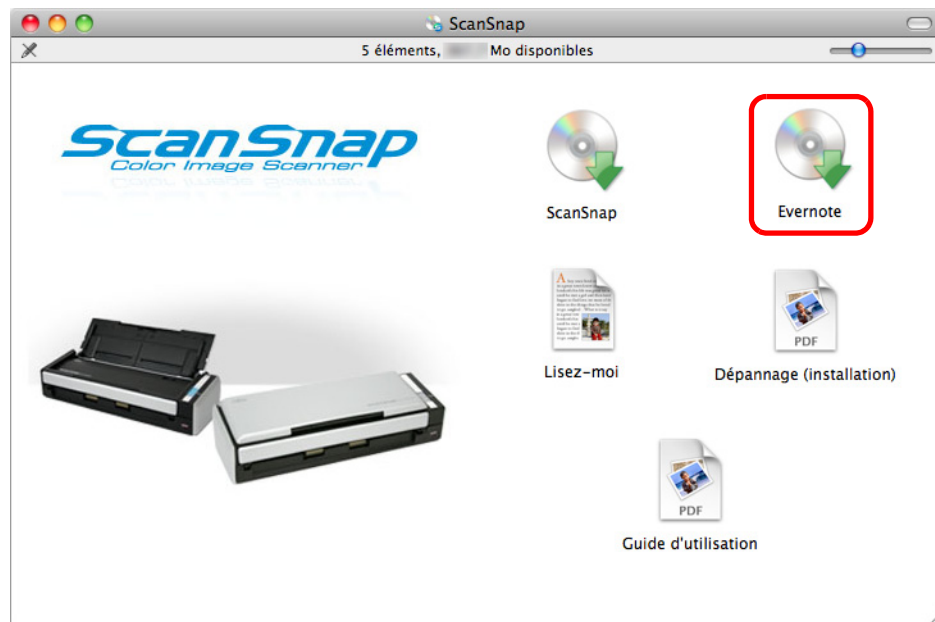 ScanSnap
5 éléments, Mo disponibles
ScanSnap
Color Image Scanner
ScanSnap
Evernote
Lisez-moi
PDF
Dépannage (installation)
PDF
Guide d'utilisation